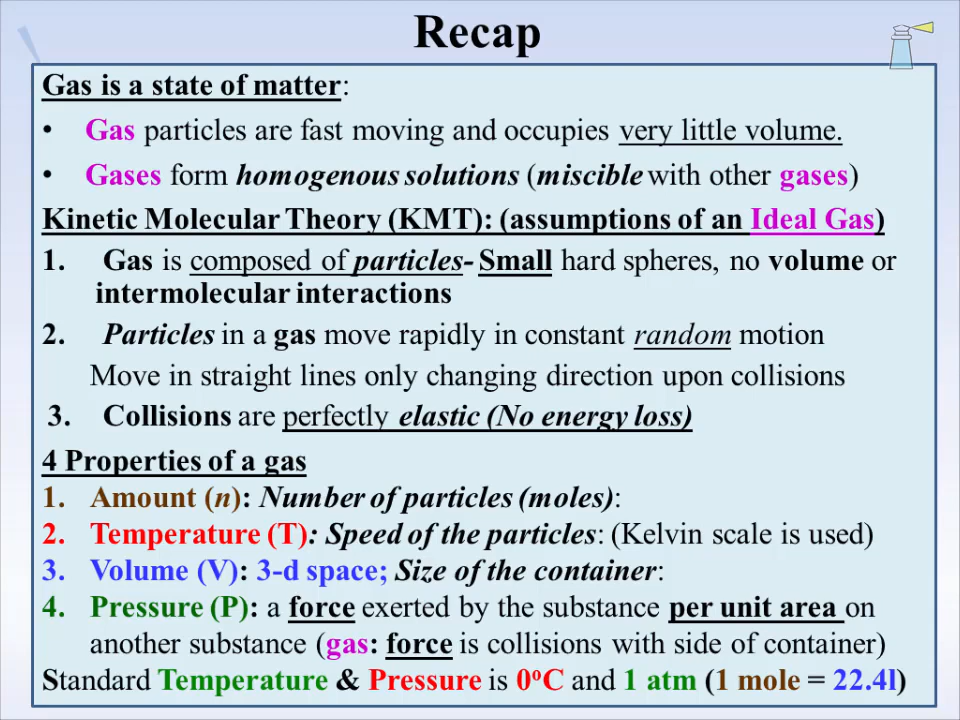 Recap
Gas is a state of matter:
• Gas particles are fast moving and occupies very little volume.
• Gases form homogenous solutions (miscible with other gases)
Kinetic Molecular Theory (KMT): (assumptions of an Ideal Gas)
1. Gas is composed of particles- Small hard spheres, no volume or
intermolecular interactions
2. Particles in a gas move rapidly in constant random motion
Move in straight lines only changing direction upon collisions
3. Collisions are perfectly elastic (No energy loss)
4 Properties of a gas
1. Amount (n): Number of particles (moles):
2. Temperature (T): Speed of the particles: (Kelvin scale is used)
3. Volume (V): 3-d space; Size of the container:
4. Pressure (P): a force exerted by the substance per unit area on
another substance (gas: force is collisions with side of container)
Standard Temperature & Pressure is 0ºC and 1 atm (1 mole = 22.4l)